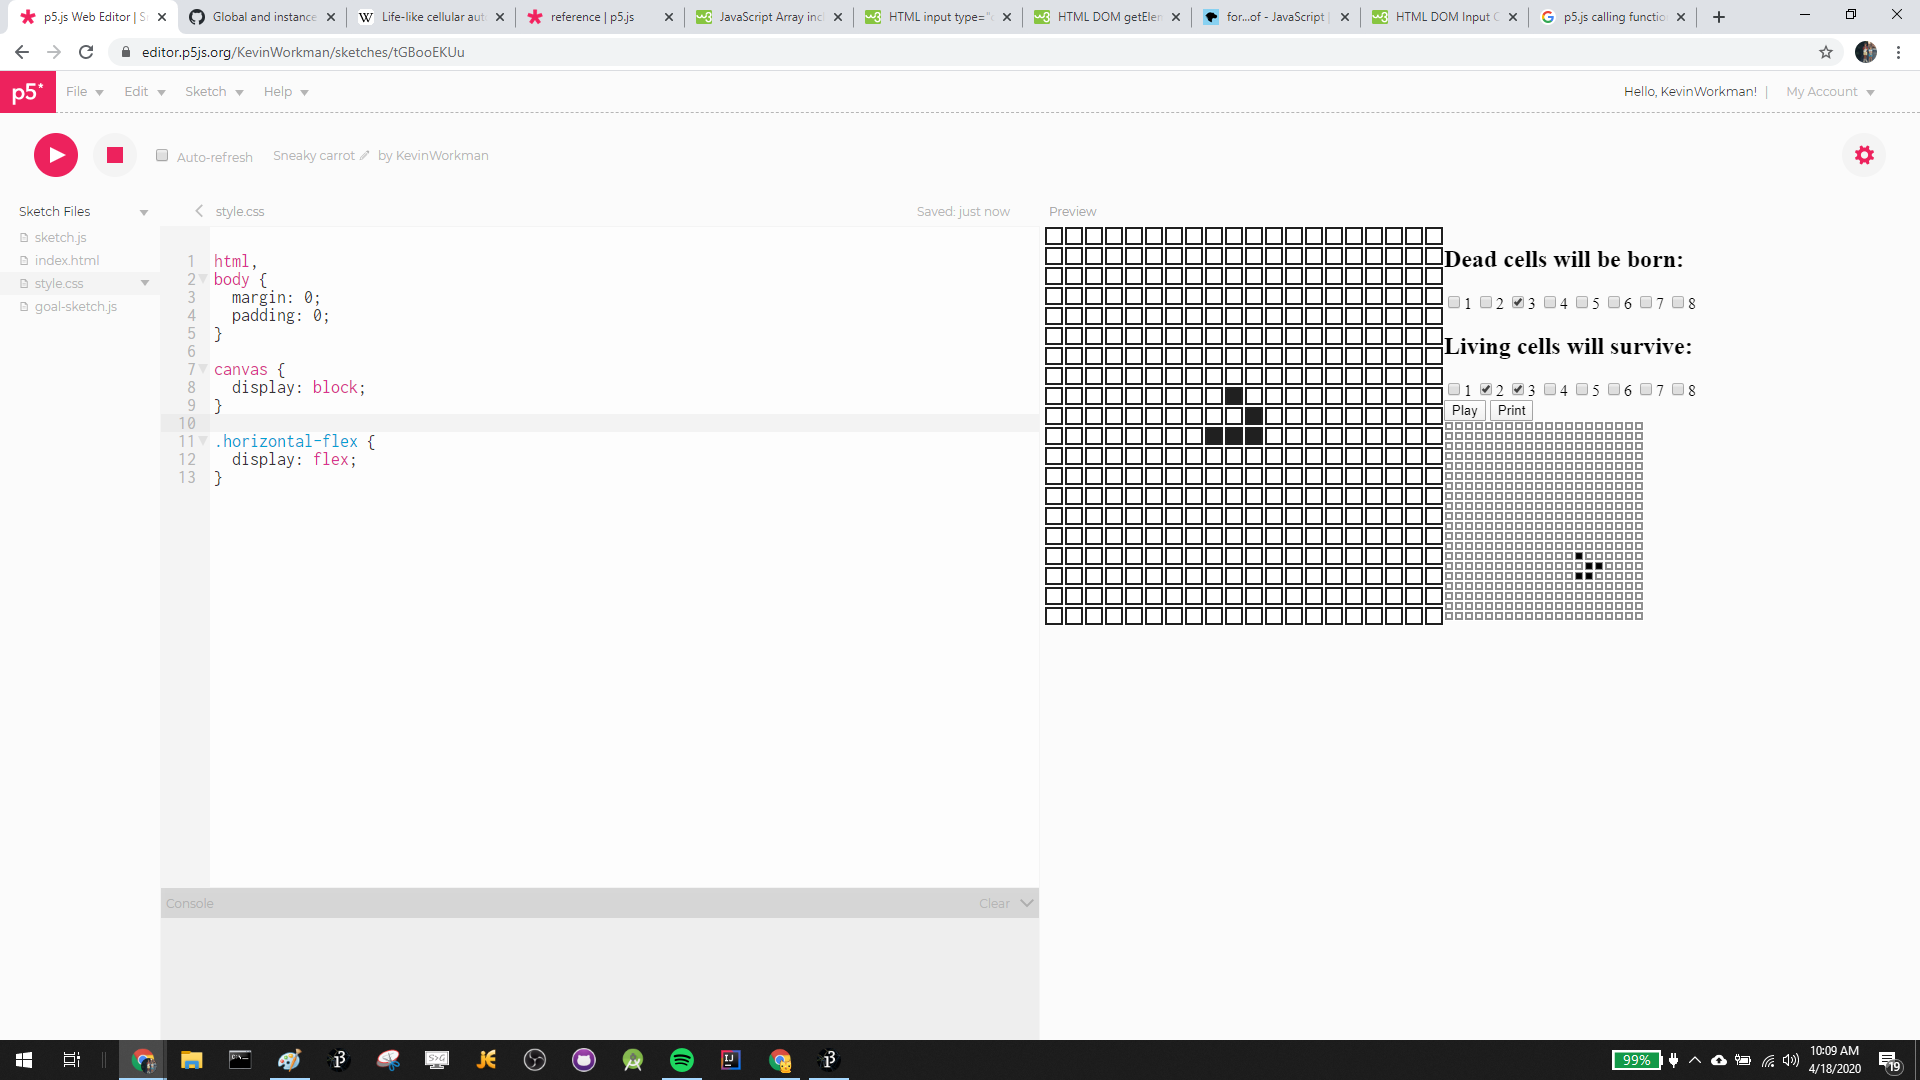 p5.js Web Editor | S
Global and instance
Life-like cellular aut
reference | p5.js
JavaScript Array incl
HTML input type="c
HTML DOM getElem
for...of - JavaScript |
HTML DOM Input C
p5.js calling functio
editor.p5js.org/KevinWorkman/sketches/tGBooEKUu
p5* File Edit Sketch Help Hello, KevinWorkman! | My Account
Auto-refresh Sneaky carrot by KevinWorkman
Sketch Files
sketch.js
index.html
style.css
goal-sketch.js
style.css Saved: just now
1 html,
2 body {
3 margin: 0;
4 padding: 0;
5 }
6
7 canvas {
8 display: block;
9 }
10
11 .horizontal-flex {
12 display: flex;
13 }
Console Clear
Preview
Dead cells will be born:
1 2 3 4 5 6 7 8
Living cells will survive:
1 2 3 4 5 6 7 8
Play Print
99% 10:09 AM
4/18/2020
19